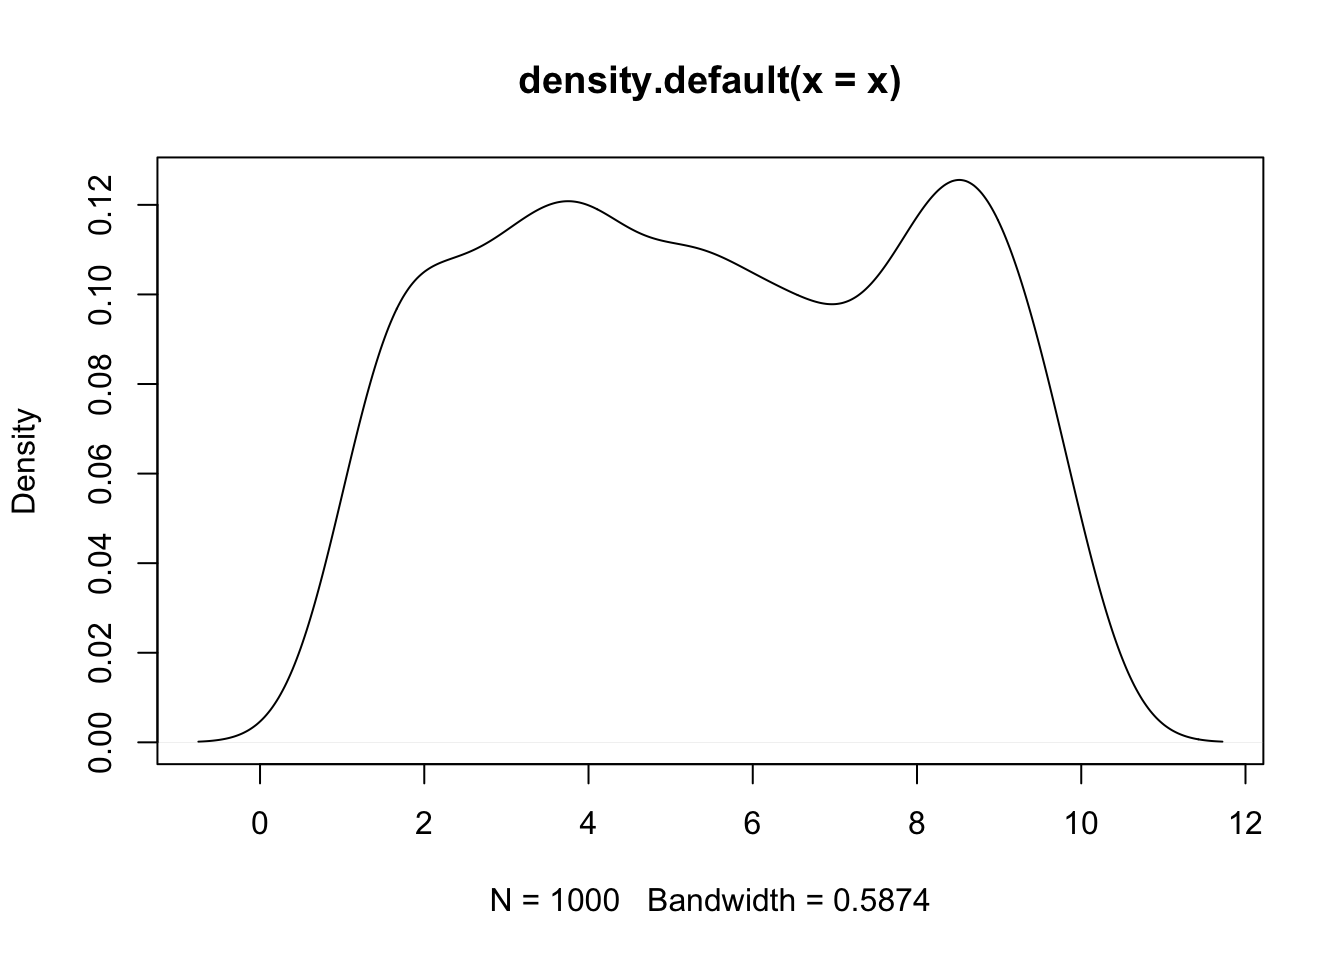 density.default(x = x)
Density
0.12
0.10
0.08
0.06
0.04
0.02
0.00
0 2 4 6 8 10 12
N = 1000 Bandwidth = 0.5874